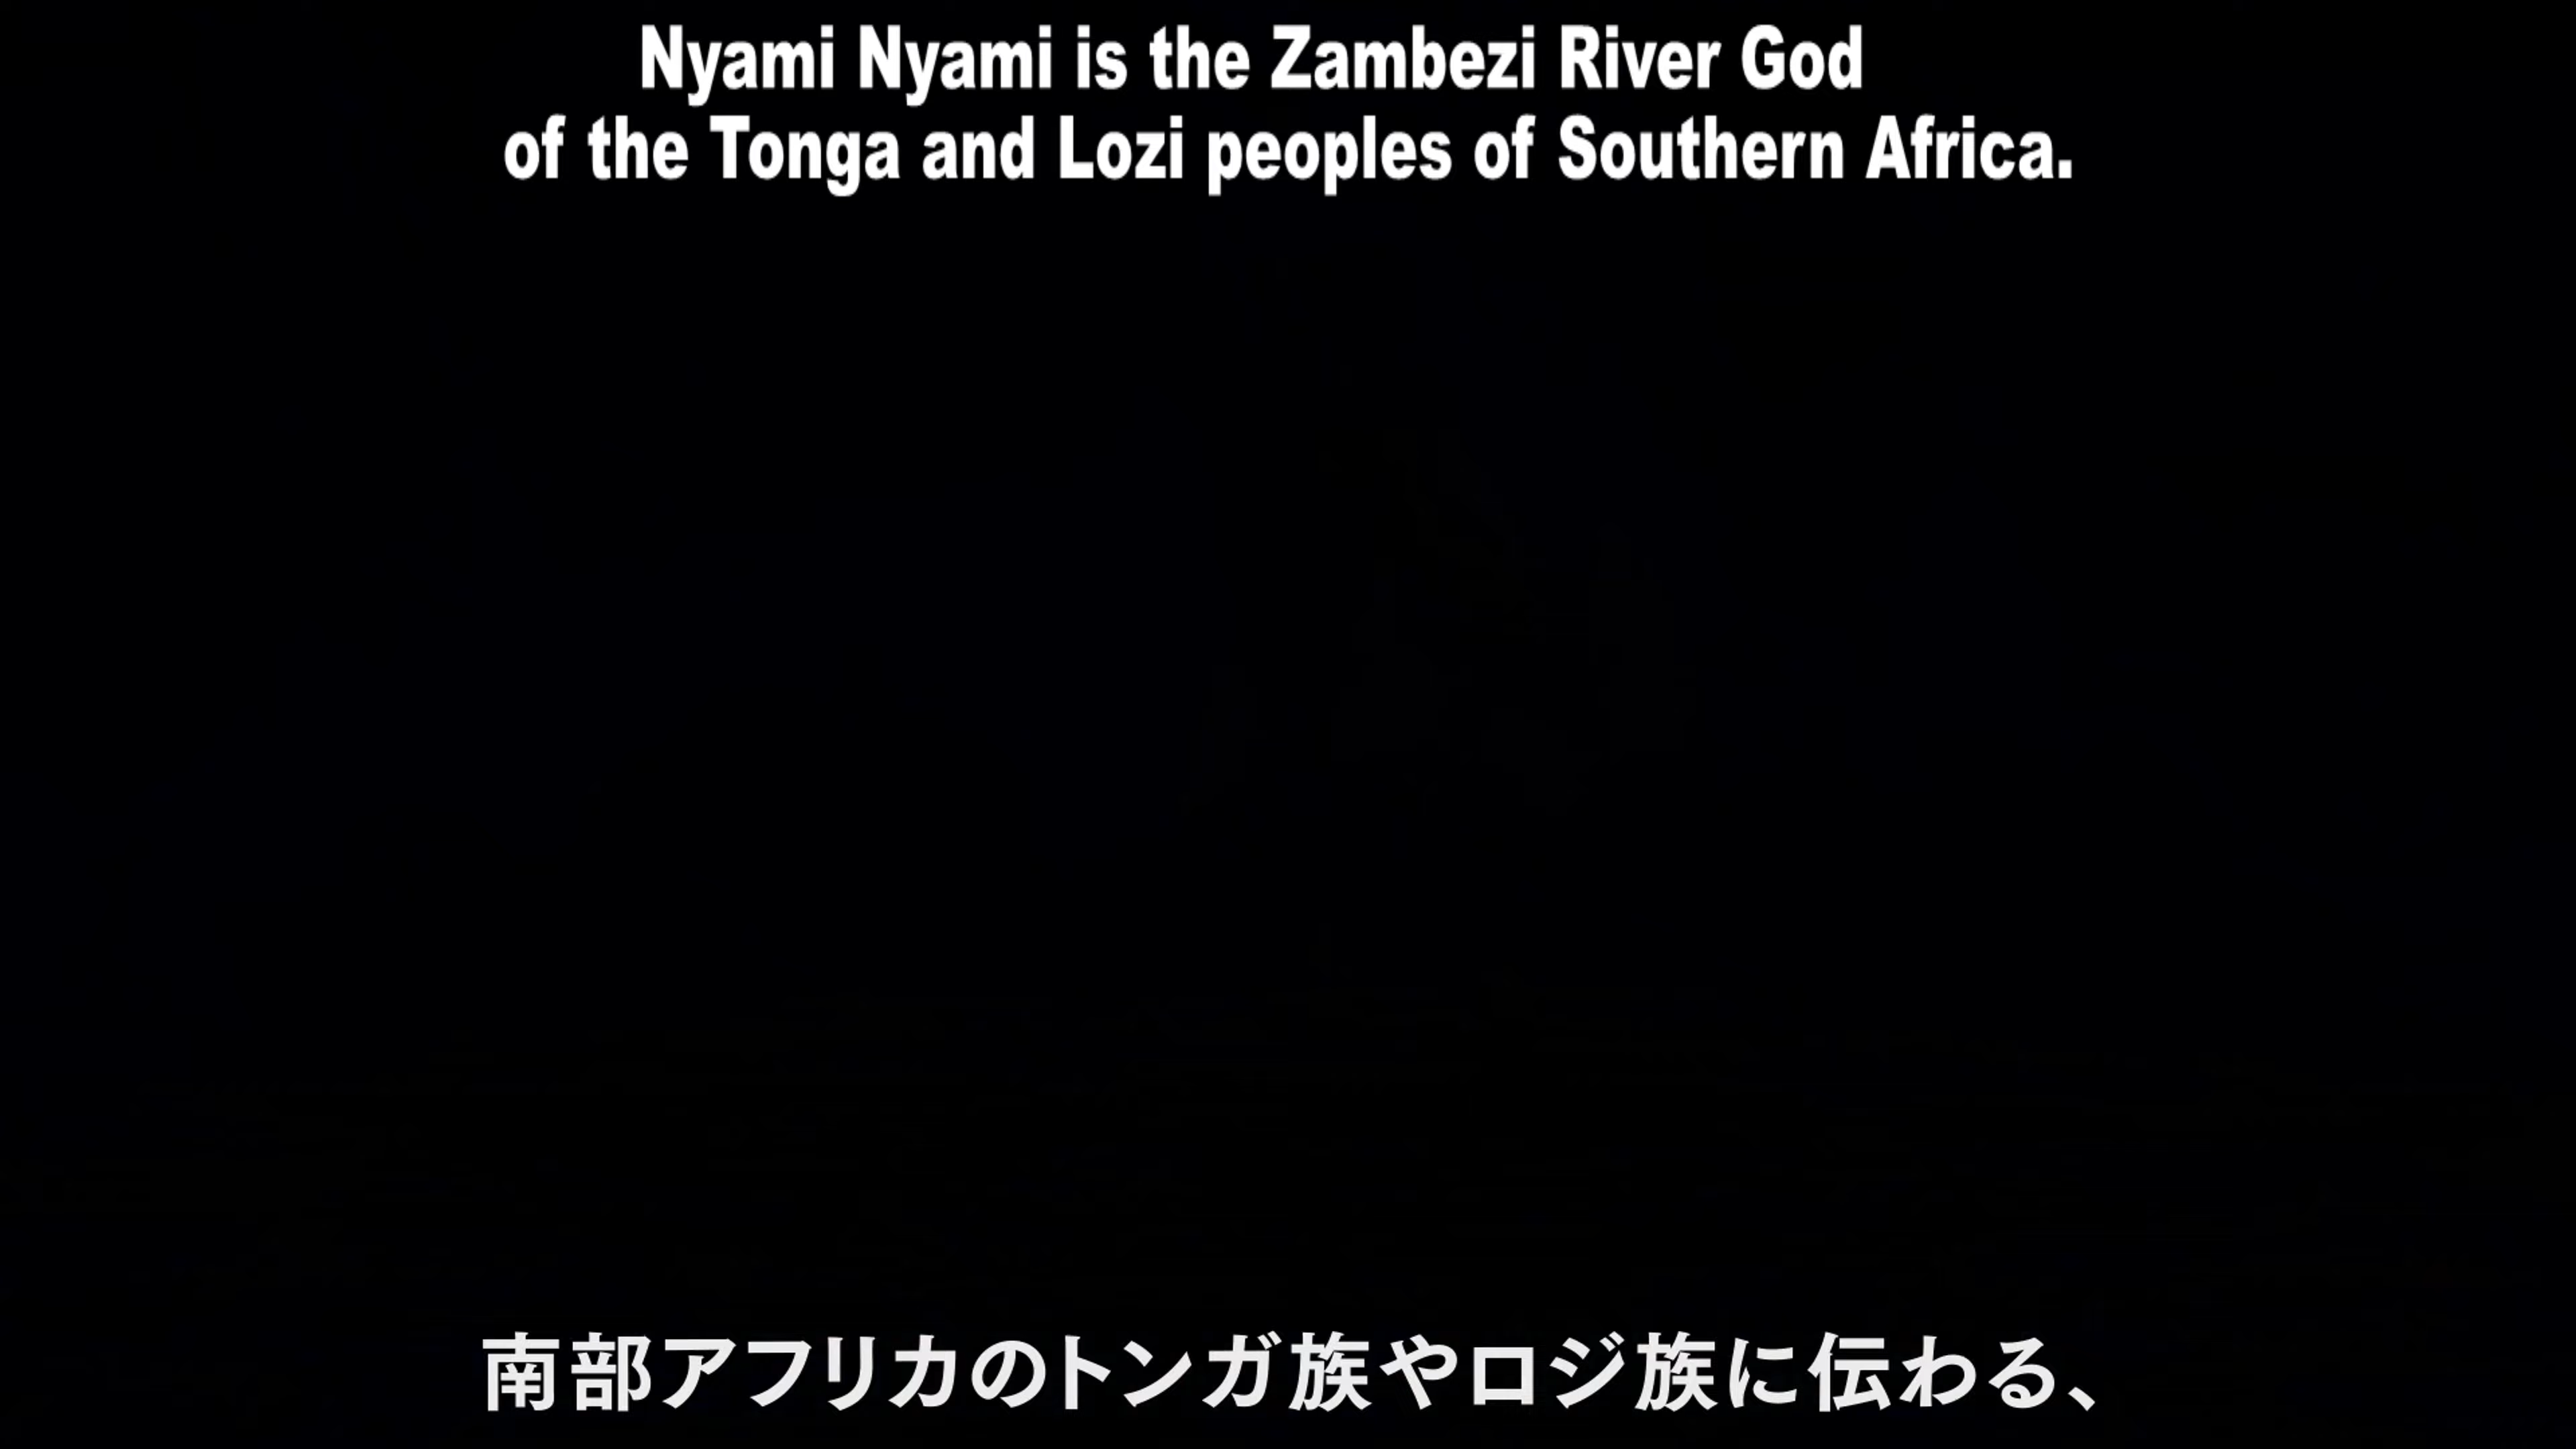 Nyami Nyami is the Zambezi River God
of the Tonga and Lozi peoples of Southern Africa.
南部アフリカのトンガ族やロジ族に伝わる、